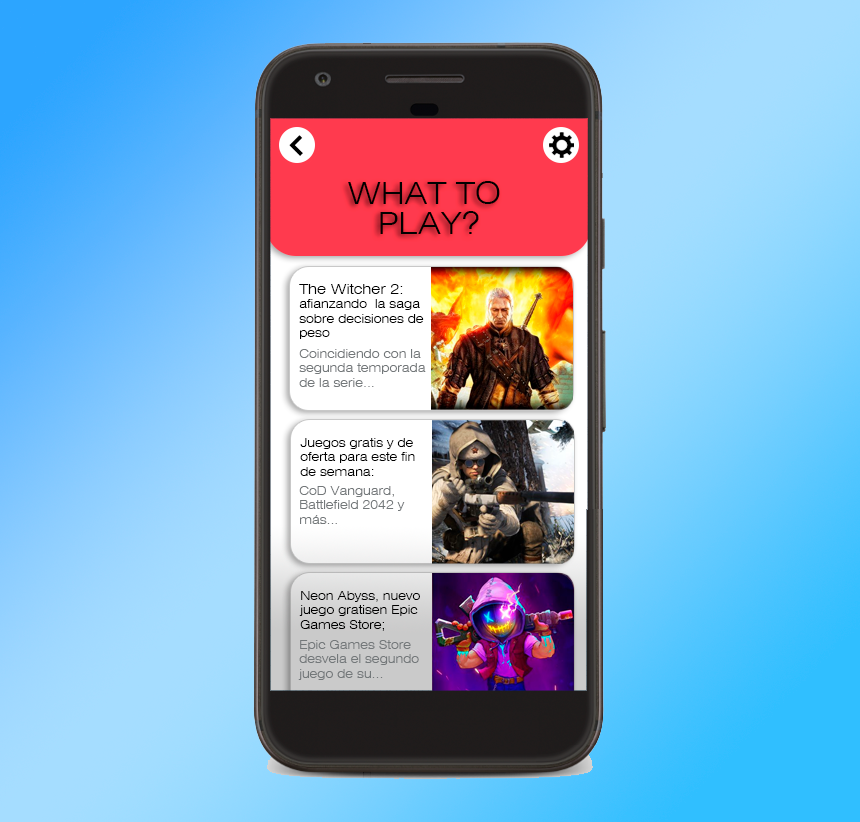 WHAT TO
PLAY?
The Witcher 2:
afianzando la saga
sobre decisiones de
peso
Coincidiendo con la
segunda temporada
de la serie...
Juegos gratis y de
oferta para este fin
de semana:
CoD Vanguard,
Battlefield 2042 y
más...
Neon Abyss, nuevo
juego gratisen Epic
Games Store;
Epic Games Store
desvela el segundo
juego de su...